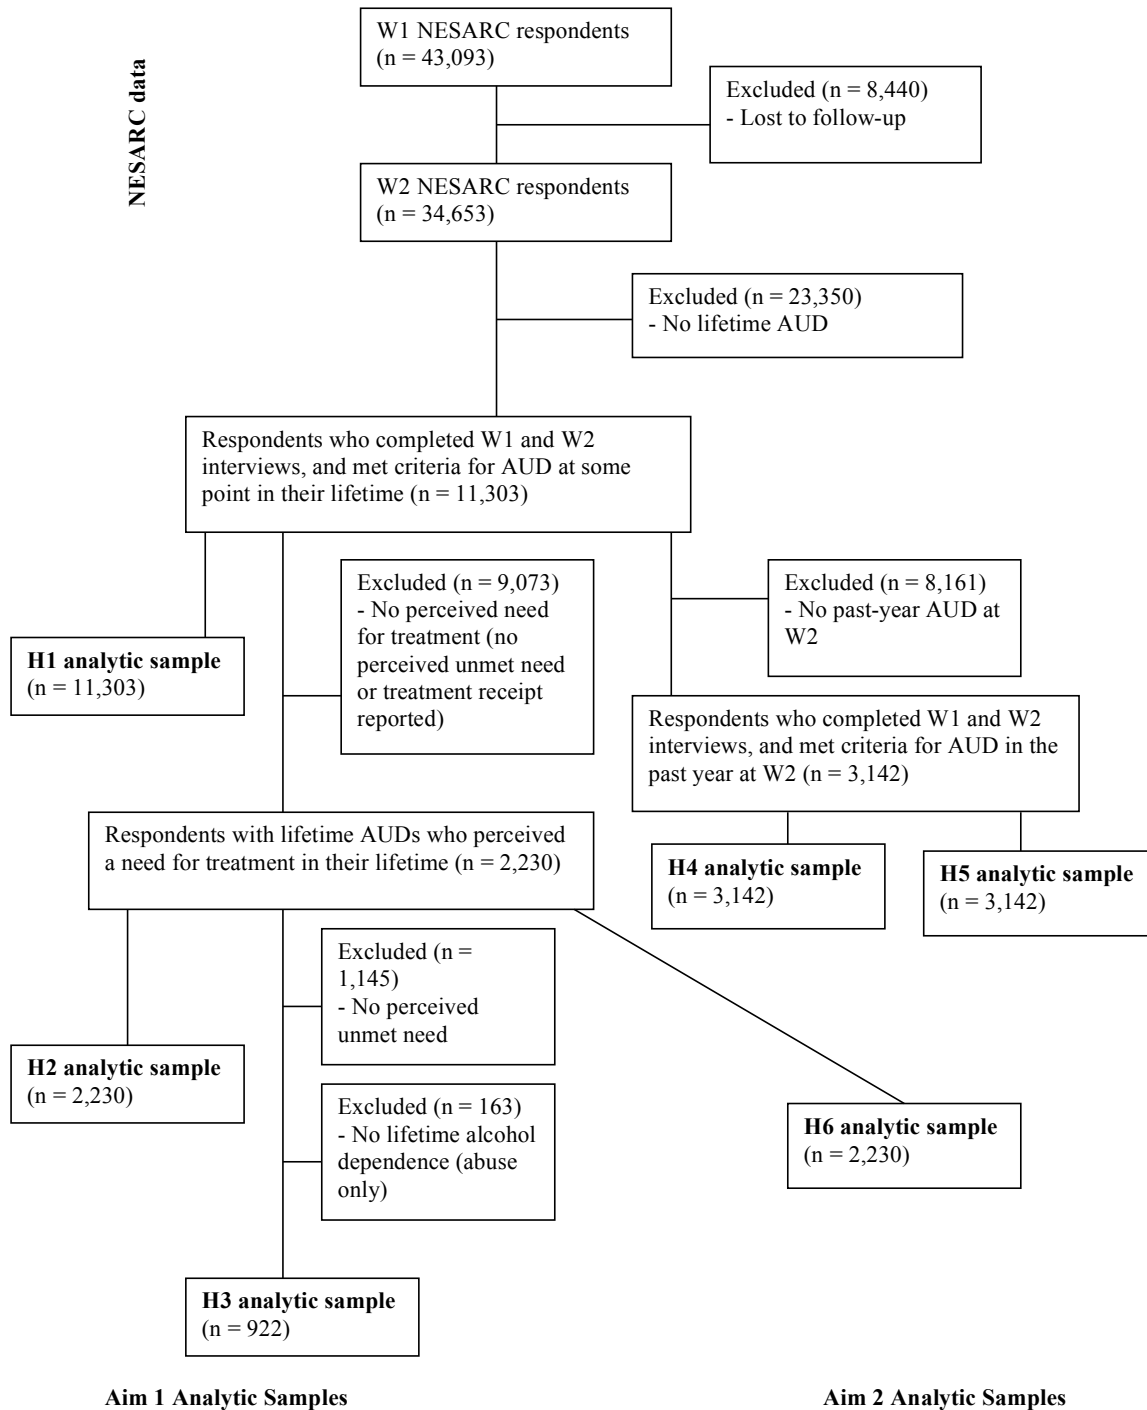 W1 NESARC respondents
(n = 43,093)
NESARC data
Excluded (n = 8,440)
- Lost to follow-up
W2 NESARC respondents
(n = 34,653)
Excluded (n = 23,350)
- No lifetime AUD
Respondents who completed W1 and W2
interviews, and met criteria for AUD at some
point in their lifetime (n = 11,303)
H1 analytic sample
(n = 11,303)
Excluded (n = 9,073)
- No perceived need
for treatment (no
perceived unmet need
or treatment receipt
reported)
Excluded (n = 8,161)
- No past-year AUD at
W2
Respondents who completed W1 and W2
interviews, and met criteria for AUD in the
past year at W2 (n = 3,142)
Respondents with lifetime AUDs who perceived
a need for treatment in their lifetime (n = 2,230)
H4 analytic sample
(n = 3,142)
H5 analytic sample
(n = 3,142)
Excluded (n =
1,145)
- No perceived
unmet need
H2 analytic sample
(n = 2,230)
Excluded (n = 163)
- No lifetime alcohol
dependence (abuse
only)
H6 analytic sample
(n = 2,230)
H3 analytic sample
(n = 922)
Aim 1 Analytic Samples
Aim 2 Analytic Samples